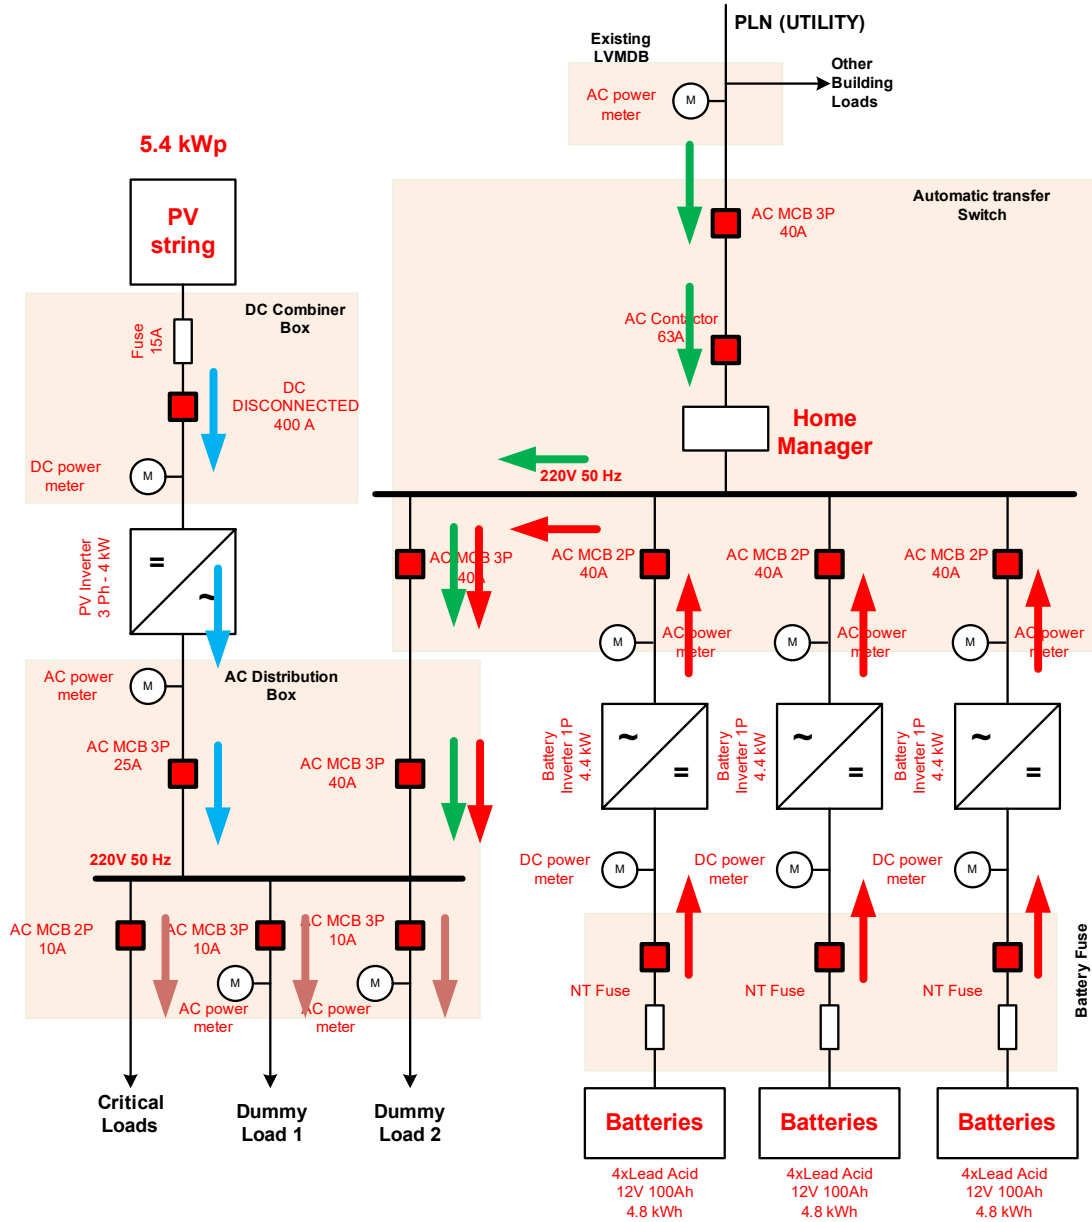 PLN (UTILITY)
Existing
LVMDB
AC power
meter
M
Other
Building
Loads
5.4 kWp
PV
string
Automatic transfer
Switch
AC MCB 3P
40A
DC Combiner
Box
Fuse
15A
AC Contactor
63A
DC
DISCONNECTED
400 A
Home
Manager
DC power
meter
M
220V 50 Hz
PV Inverter
3 Ph - 4 kW
=
~
AC MCB 3P
40A
AC MCB 2P
40A
AC MCB 2P
40A
AC MCB 2P
40A
M
AC power
meter
M
AC power
meter
M
AC power
meter
AC Distribution
Box
AC power
meter
M
AC MCB 3P
25A
AC MCB 3P
40A
Battery
Inverter 1P
4.4 kW
~
=
Battery
Inverter 1P
4.4 kW
~
=
Battery
Inverter 1P
4.4 kW
~
=
220V 50 Hz
DC power
meter
M
DC power
meter
M
DC power
meter
M
AC MCB 2P
10A
AC MCB 3P
10A
AC MCB 3P
10A
M
AC power
meter
M
AC power
meter
NT Fuse
NT Fuse
NT Fuse
Battery Fuse
Critical
Loads
Dummy
Load 1
Dummy
Load 2
Batteries
Batteries
Batteries
4xLead Acid
12V 100Ah
4.8 kWh
4xLead Acid
12V 100Ah
4.8 kWh
4xLead Acid
12V 100Ah
4.8 kWh